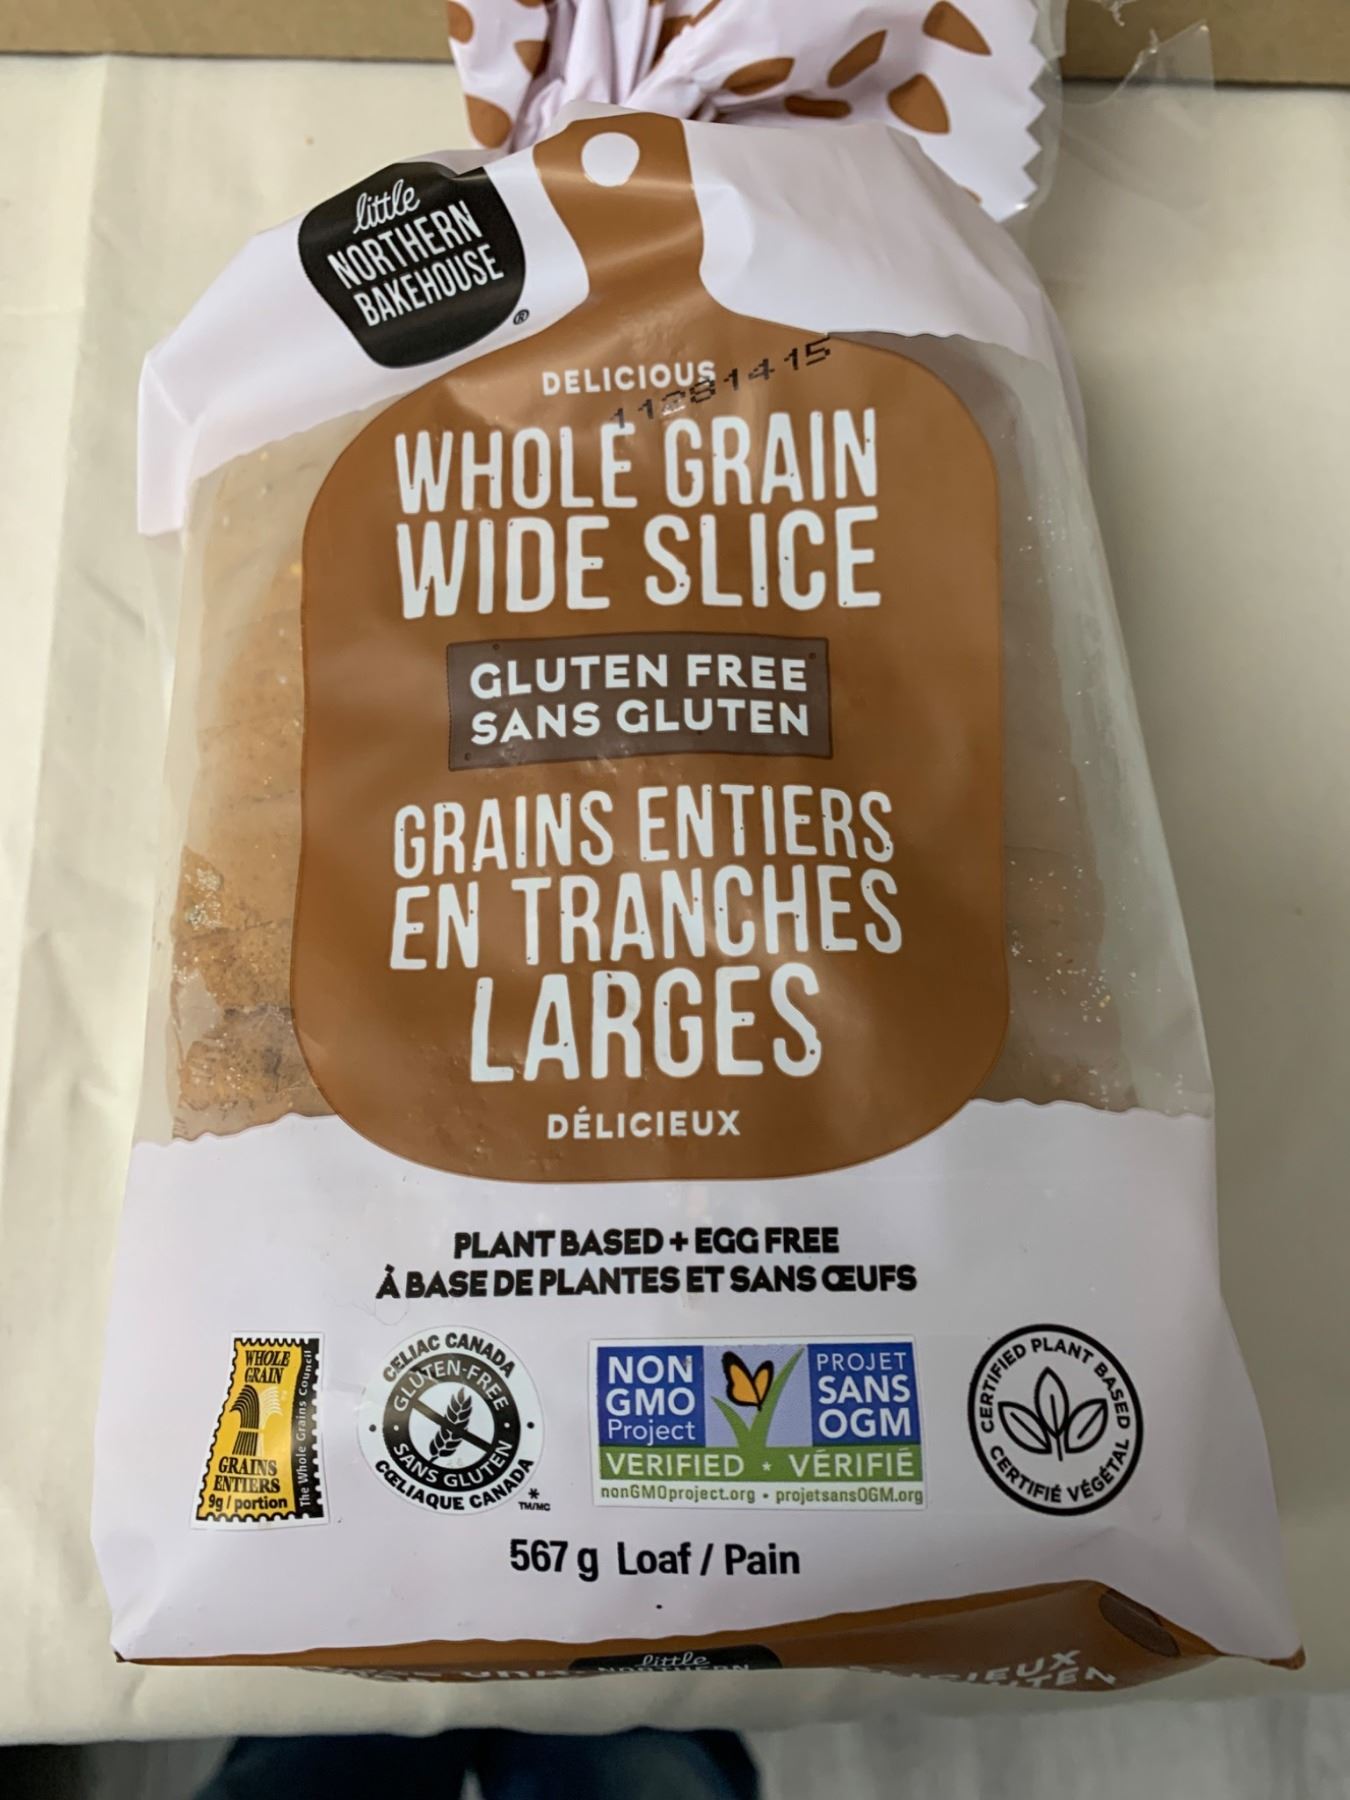 little
NORTHERN
BAKEHOUSE
®
DELICIOUS
WHOLE GRAIN
WIDE SLICE
GLUTEN FREE
SANS GLUTEN
GRAINS ENTIERS
EN TRANCHES
LARGES
DÉLICIEUX
PLANT BASED + EGG FREE
À BASE DE PLANTES ET SANS ŒUFS
WHOLE
GRAIN
GRAINS
ENTIERS
9g / portion
The Whole Grains Council
CELIAC CANADA
GLUTEN-FREE
SANS GLUTEN
CŒLIAQUE CANADA
* TM/MC
NON
GMO
Project
PROJET
SANS
OGM
VERIFIED * VÉRIFIÉ
nonGMOproject.org • projetsansOGM.org
CERTIFIED PLANT BASED
CERTIFIÉ VÉGÉTAL
567 g Loaf / Pain
little
NORTHERN